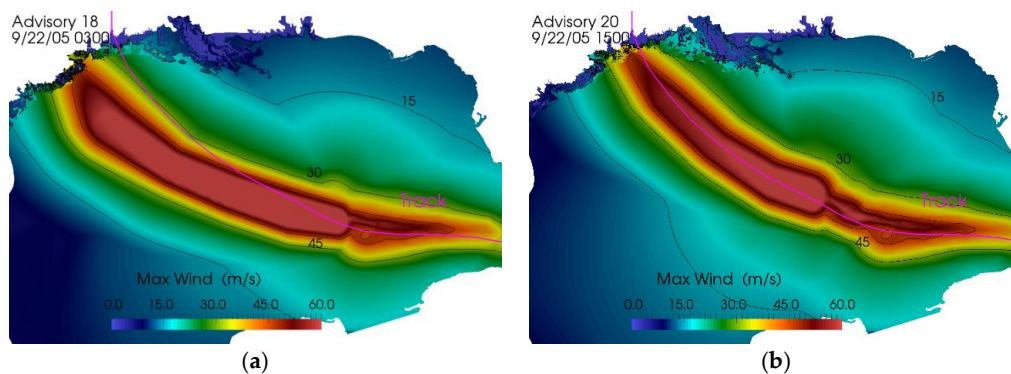 Advisory 18
9/22/05 0300
15
30
Track
45
Max Wind (m/s)
0.0 15.0 30.0 45.0 60.0
(a)
Advisory 20
9/22/05 1500
15
30
Track
45
Max Wind (m/s)
0.0 15.0 30.0 45.0 60.0
(b)